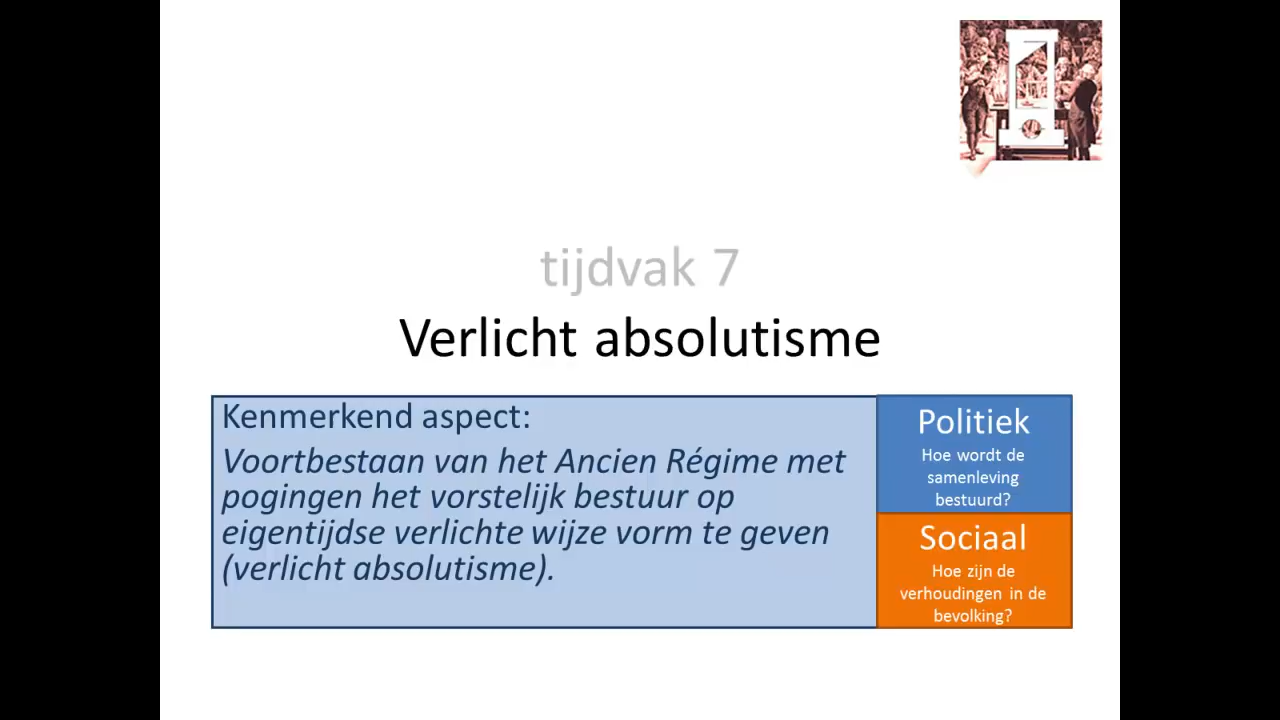 tijdvak 7
Verlicht absolutisme
Kenmerkend aspect:
Voortbestaan van het Ancien Régime met
pogingen het vorstelijk bestuur op
eigentijdse verlichte wijze vorm te geven
(verlicht absolutisme).
Politiek
Hoe wordt de
samenleving
bestuurd?
Sociaal
Hoe zijn de
verhoudingen in de
bevolking?